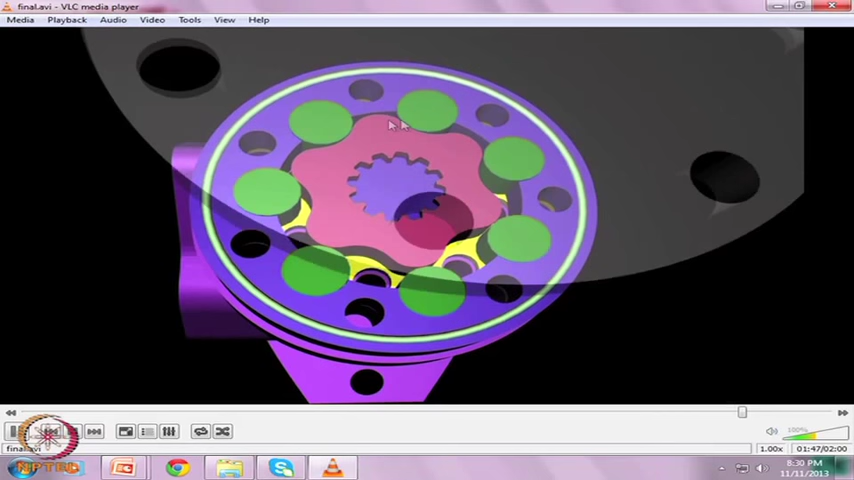 final.avi - VLC media player
Media Playback Audio Video Tools View Help
100%
final.avi
1.00x 01:47/02:00
NPTEL
8:30 PM
11/11/2013